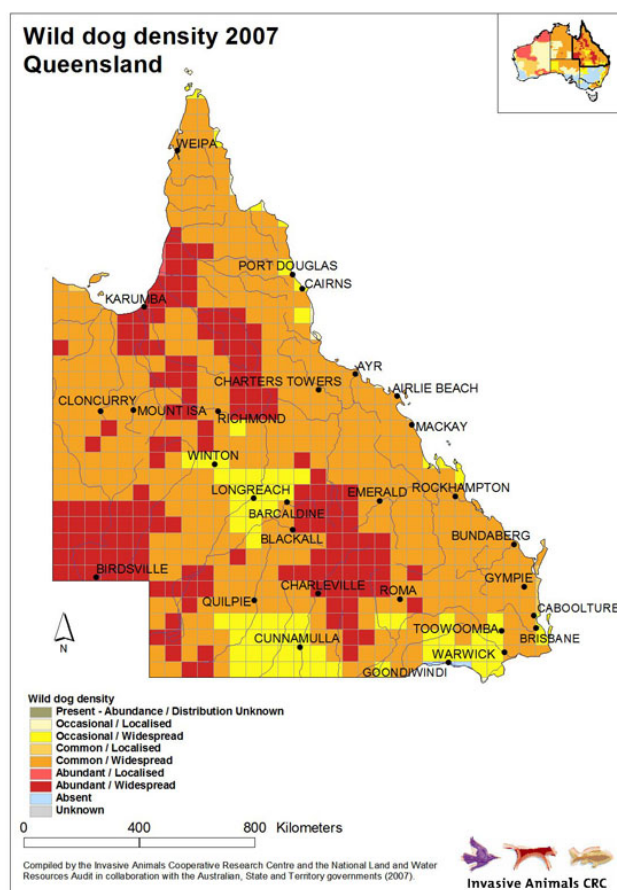 Wild dog density 2007
Queensland
WEIPA
PORT DOUGLAS
CAIRNS
KARUMBA
AYR
CHARTERS TOWERS
AIRLIE BEACH
CLONCURRY
MOUNT ISA
RICHMOND
MACKAY
WINTON
LONGREACH
EMERALD
ROCKHAMPTON
BARCALDINE
BLACKALL
BUNDABERG
BIRDSVILLE
CHARLEVILLE
GYMPIE
QUILPIE
ROMA
CABOOLTURE
TOOWOOMBA
BRISBANE
CUNNAMULLA
WARWICK
GOONDIWINDI
N
Wild dog density
Present - Abundance / Distribution Unknown
Occasional / Localised
Occasional / Widespread
Common / Localised
Common / Widespread
Abundant / Localised
Abundant / Widespread
Absent
Unknown
0 400 800 Kilometers
Compiled by the Invasive Animals Cooperative Research Centre and the National Land and Water
Resources Audit in collaboration with the Australian, State and Territory governments (2007).
Invasive Animals CRC